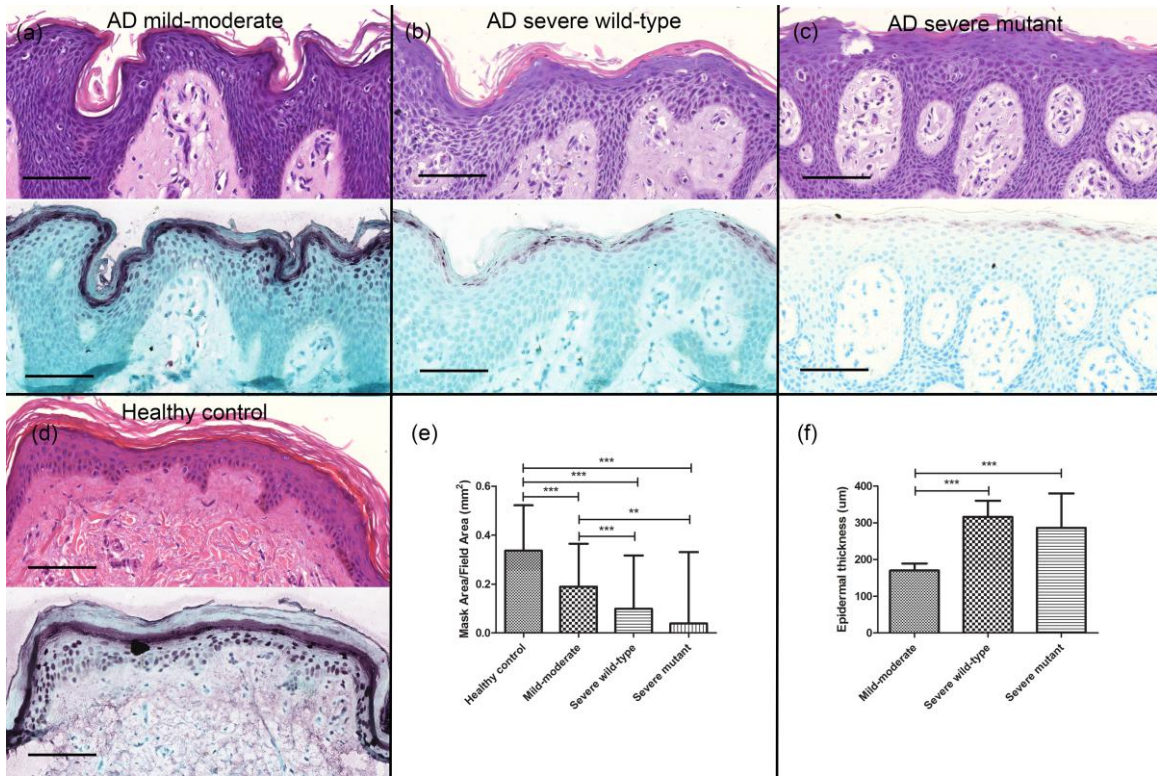 AD mild-moderate
(a)
AD severe wild-type
(b)
AD severe mutant
(c)
Healthy control
(d)
(e)
***
***
***
***
**
***
0.6
0.4
0.2
0.0
Mask Area/Field Area (mm²)
Healthy control
Mild-moderate
Severe wild-type
Severe mutant
(f)
***
***
400
300
200
100
0
Epidermal thickness (um)
Mild-moderate
Severe wild-type
Severe mutant